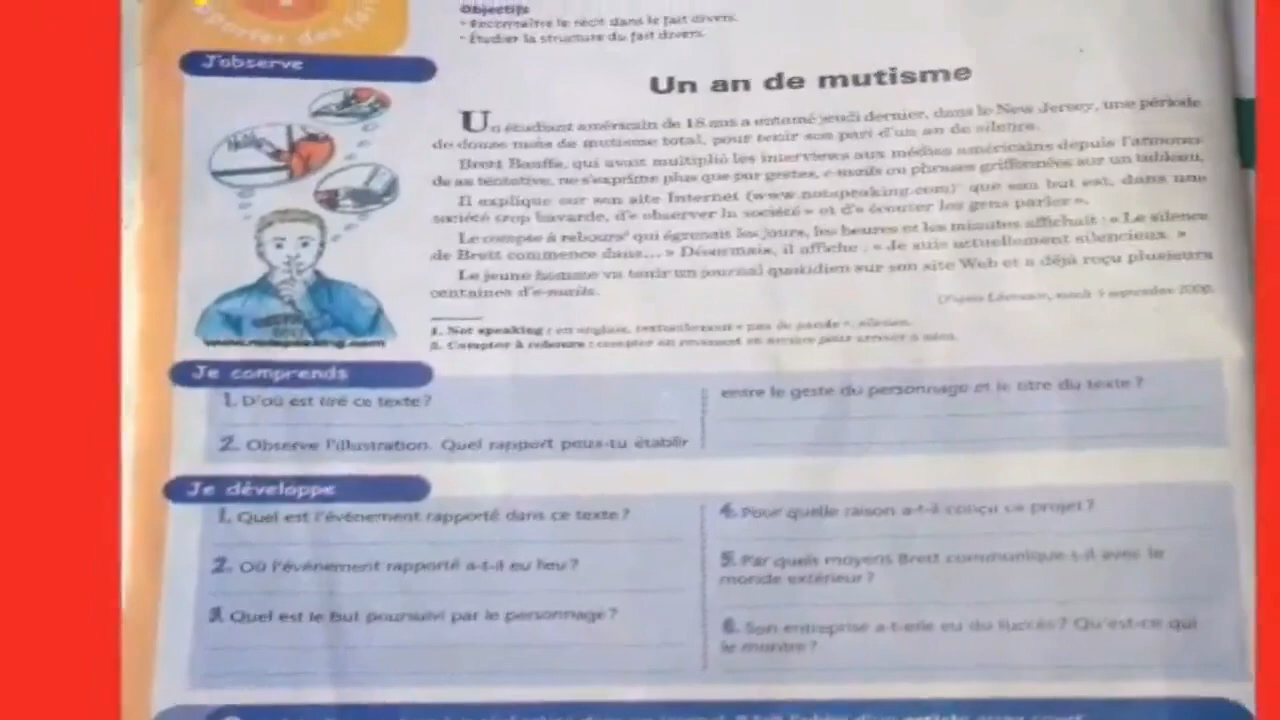 Objectifs
- Reconnaître le récit dans le fait divers.
- Étudier la structure du fait divers.
J'observe
Un an de mutisme
Un étudiant américain de 18 ans a entamé jeudi dernier, dans le New Jersey, une période
de douze mois de mutisme total, pour tenir son pari d'un an de silence.
Brett Banffe, qui avait multiplié les interviews aux médias américains depuis l'annonce
de sa tentative, ne s'exprime plus que par gestes, e-mails ou phrases griffonnées sur un tableau.
Il explique sur son site Internet (www.notspeaking.com)¹ que son but est, dans une
société trop bavarde, d'« observer la société » et d'« écouter les gens parler ».
Le compte à rebours² qui égrenait les jours, les heures et les minutes affichait : « Le silence
de Brett commence dans... » Désormais, il affiche : « Je suis actuellement silencieux. »
Le jeune homme va tenir un journal quotidien sur son site Web et a déjà reçu plusieurs
centaines d'e-mails.
1. Not speaking : en anglais, textuellement « pas de parole », silence.
2. Compter à rebours : compter en revenant en arrière pour arriver à zéro.
Hello
www.notspeaking.com
Je comprends
1. D'où est tiré ce texte ?
2. Observe l'illustration. Quel rapport peux-tu établir
entre le geste du personnage et le titre du texte ?
Je développe
1. Quel est l'événement rapporté dans ce texte ?
2. Où l'événement rapporté a-t-il eu lieu ?
3. Quel est le but poursuivi par le personnage ?
4. Pour quelle raison a-t-il conçu ce projet ?
5. Par quels moyens Brett communique-t-il avec le
monde extérieur ?
6. Son entreprise a-t-elle eu du succès ? Qu'est-ce qui
le montre ?